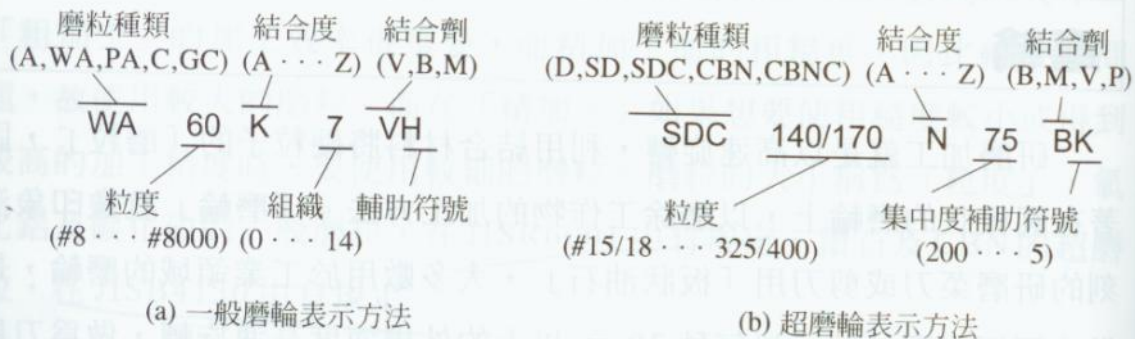 磨粒種類 結合度 結合劑
(A,WA,PA,C,GC) (A · · · Z) (V,B,M)
WA 60 K 7 VH
粒度 組織 輔肋符號
(#8 · · · #8000) (0 · · · 14)
(a) 一般磨輪表示方法
磨粒種類 結合度 結合劑
(D,SD,SDC,CBN,CBNC) (A · · · Z) (B,M,V,P)
SDC 140/170 N 75 BK
粒度 集中度補肋符號
(#15/18 · · · 325/400) (200 · · · 5)
(b) 超磨輪表示方法